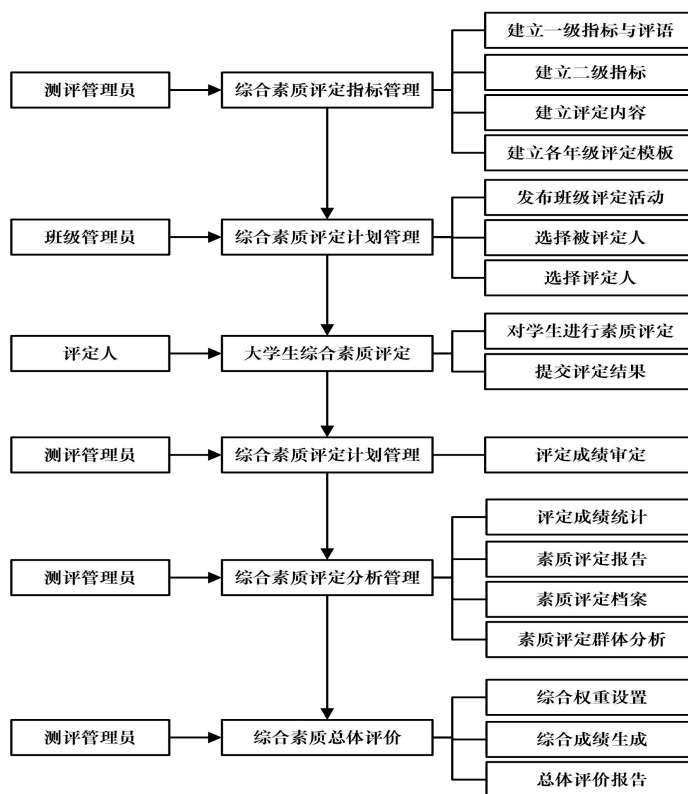 建立一级指标与评语
测评管理员
综合素质评定指标管理
建立二级指标
建立评定内容
建立各年级评定模板
发布班级评定活动
班级管理员
综合素质评定计划管理
选择被评定人
选择评定人
对学生进行素质评定
评定人
大学生综合素质评定
提交评定结果
测评管理员
综合素质评定计划管理
评定成绩审定
评定成绩统计
素质评定报告
测评管理员
综合素质评定分析管理
素质评定档案
素质评定群体分析
综合权重设置
测评管理员
综合素质总体评价
综合成绩生成
总体评价报告